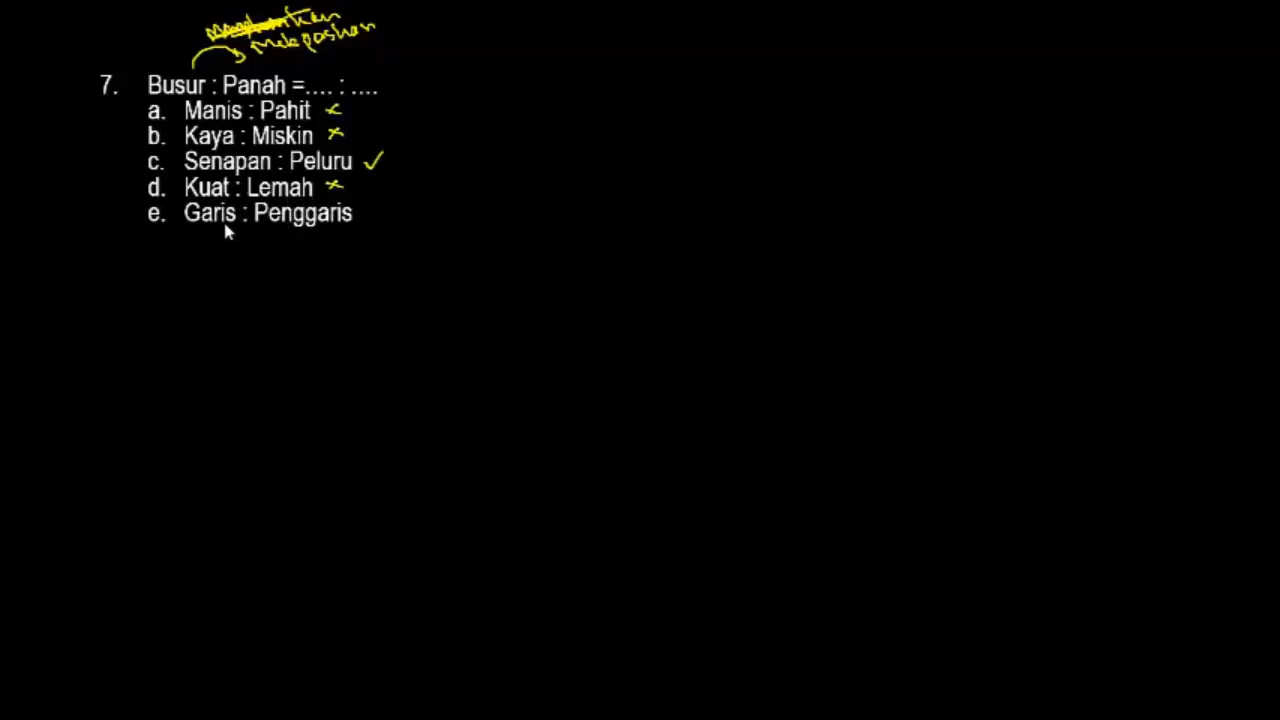 melepaskan
7. Busur : Panah =.... : ....
a. Manis : Pahit
b. Kaya : Miskin
c. Senapan : Peluru
d. Kuat : Lemah
e. Garis : Penggaris